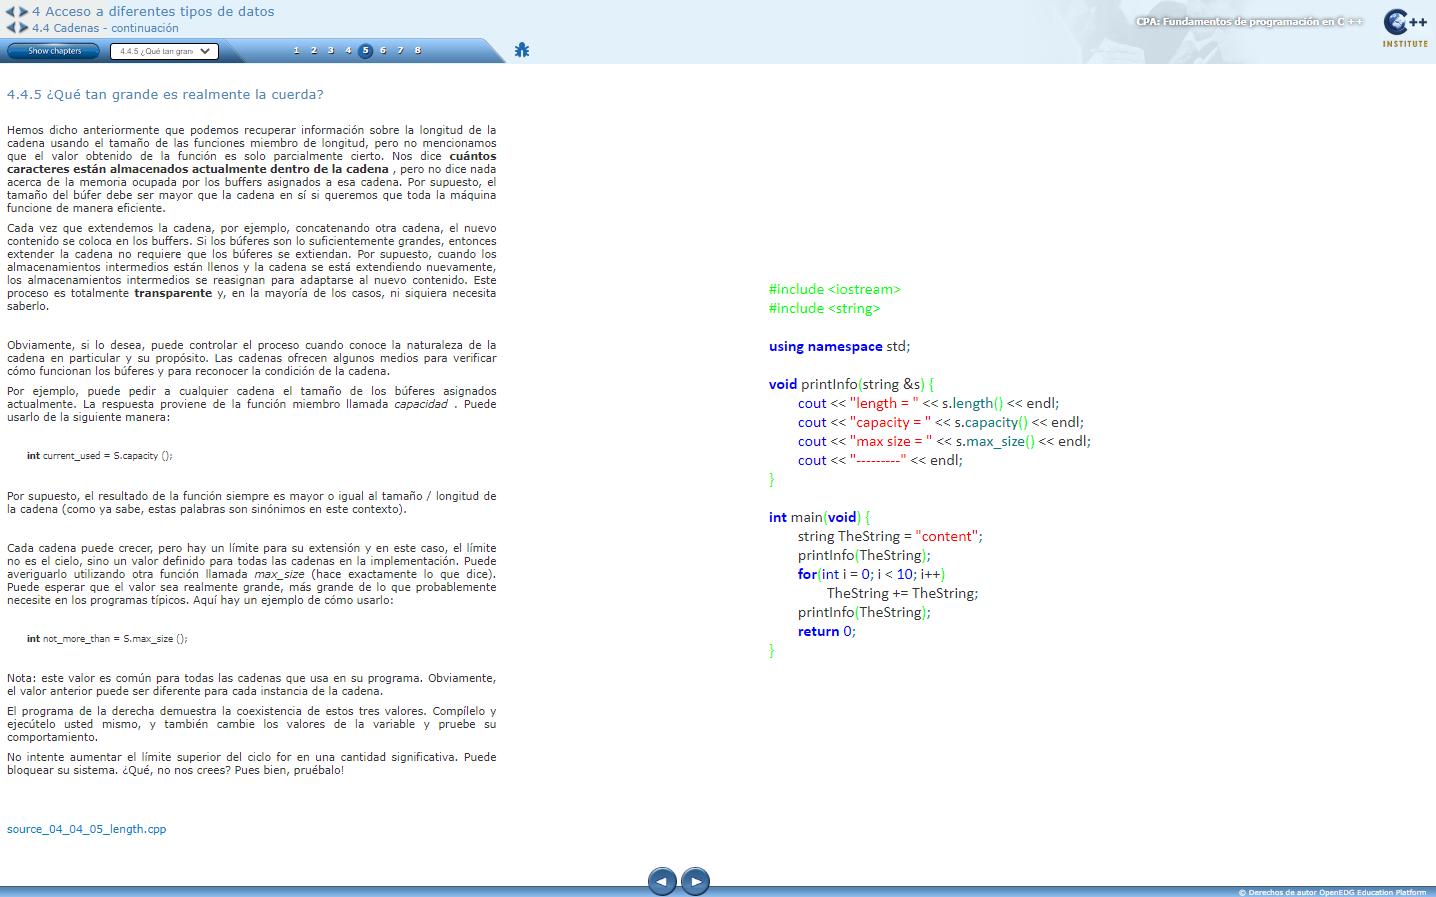 4 Acceso a diferentes tipos de datos
4.4 Cadenas - continuación
CPA: Fundamentos de programación en C ++
C++
INSTITUTE
Show chapters
4.4.5 ¿Qué tan gran
1 2 3 4 5 6 7 8
4.4.5 ¿Qué tan grande es realmente la cuerda?
Hemos dicho anteriormente que podemos recuperar información sobre la longitud de la
cadena usando el tamaño de las funciones miembro de longitud, pero no mencionamos
que el valor obtenido de la función es solo parcialmente cierto. Nos dice cuántos
caracteres están almacenados actualmente dentro de la cadena , pero no dice nada
acerca de la memoria ocupada por los buffers asignados a esa cadena. Por supuesto, el
tamaño del búfer debe ser mayor que la cadena en sí si queremos que toda la máquina
funcione de manera eficiente.
Cada vez que extendemos la cadena, por ejemplo, concatenando otra cadena, el nuevo
contenido se coloca en los buffers. Si los búferes son lo suficientemente grandes, entonces
extender la cadena no requiere que los búferes se extiendan. Por supuesto, cuando los
almacenamientos intermedios están llenos y la cadena se está extendiendo nuevamente,
los almacenamientos intermedios se reasignan para adaptarse al nuevo contenido. Este
proceso es totalmente transparente y, en la mayoría de los casos, ni siquiera necesita
saberlo.
Obviamente, si lo desea, puede controlar el proceso cuando conoce la naturaleza de la
cadena en particular y su propósito. Las cadenas ofrecen algunos medios para verificar
cómo funcionan los búferes y para reconocer la condición de la cadena.
Por ejemplo, puede pedir a cualquier cadena el tamaño de los búferes asignados
actualmente. La respuesta proviene de la función miembro llamada capacidad . Puede
usarlo de la siguiente manera:
int current_used = S.capacity ();
Por supuesto, el resultado de la función siempre es mayor o igual al tamaño / longitud de
la cadena (como ya sabe, estas palabras son sinónimos en este contexto).
Cada cadena puede crecer, pero hay un límite para su extensión y en este caso, el límite
no es el cielo, sino un valor definido para todas las cadenas en la implementación. Puede
averiguarlo utilizando otra función llamada max_size (hace exactamente lo que dice).
Puede esperar que el valor sea realmente grande, más grande de lo que probablemente
necesite en los programas típicos. Aquí hay un ejemplo de cómo usarlo:
int not_more_than = S.max_size ();
Nota: este valor es común para todas las cadenas que usa en su programa. Obviamente,
el valor anterior puede ser diferente para cada instancia de la cadena.
El programa de la derecha demuestra la coexistencia de estos tres valores. Compílelo y
ejecútelo usted mismo, y también cambie los valores de la variable y pruebe su
comportamiento.
No intente aumentar el límite superior del ciclo for en una cantidad significativa. Puede
bloquear su sistema. ¿Qué, no nos crees? Pues bien, pruébalo!
source_04_04_05_length.cpp
#include <iostream>
#include <string>
using namespace std;
void printInfo(string &s) {
cout << "length = " << s.length() << endl;
cout << "capacity = " << s.capacity() << endl;
cout << "max size = " << s.max_size() << endl;
cout << "---------" << endl;
}
int main(void) {
string TheString = "content";
printInfo(TheString);
for(int i = 0; i < 10; i++)
TheString += TheString;
printInfo(TheString);
return 0;
}
© Derechos de autor OpenEDG Education Platform